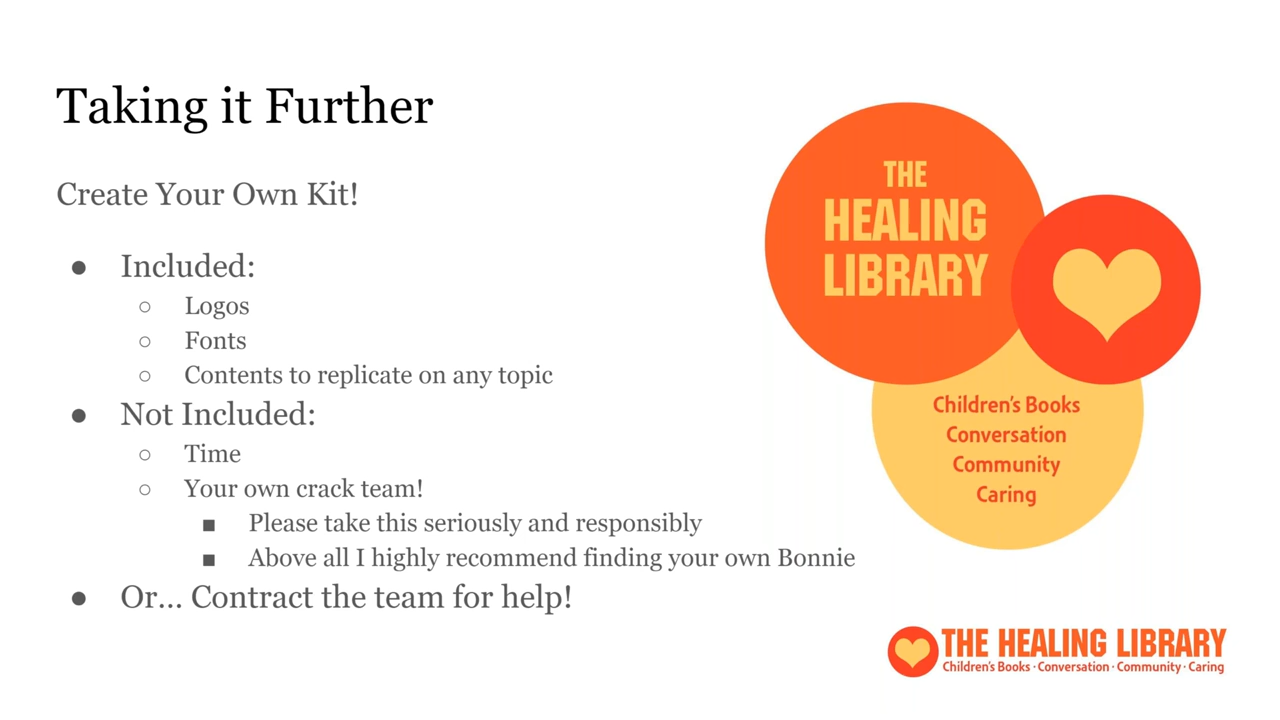 Taking it Further
Create Your Own Kit!
● Included:
○ Logos
○ Fonts
○ Contents to replicate on any topic
● Not Included:
○ Time
○ Your own crack team!
■ Please take this seriously and responsibly
■ Above all I highly recommend finding your own Bonnie
● Or... Contract the team for help!
THE
HEALING
LIBRARY
Children's Books
Conversation
Community
Caring
THE HEALING LIBRARY
Children's Books · Conversation · Community · Caring